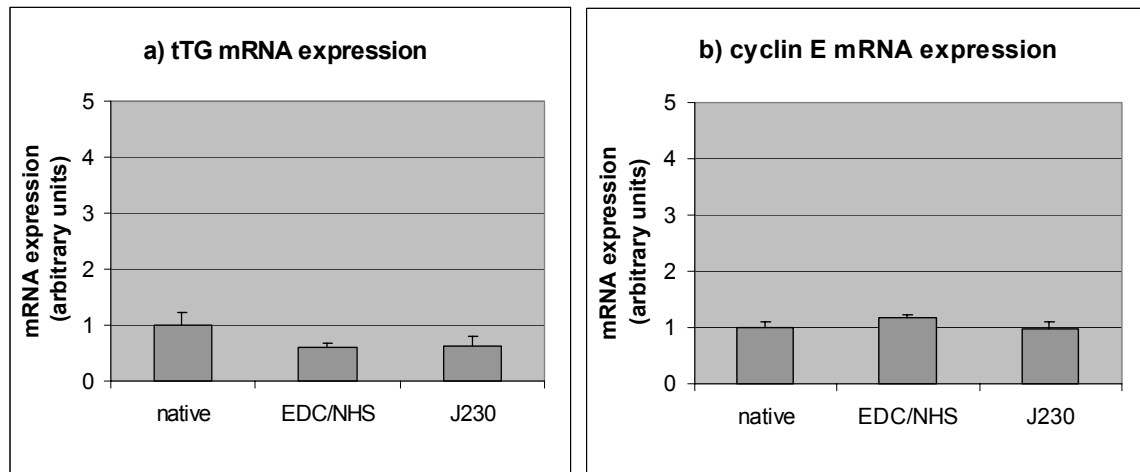 a) tTG mRNA expression
mRNA expression
(arbitrary units)
5
4
3
2
1
0
native EDC/NHS J230
b) cyclin E mRNA expression
mRNA expression
(arbitrary units)
5
4
3
2
1
0
native EDC/NHS J230